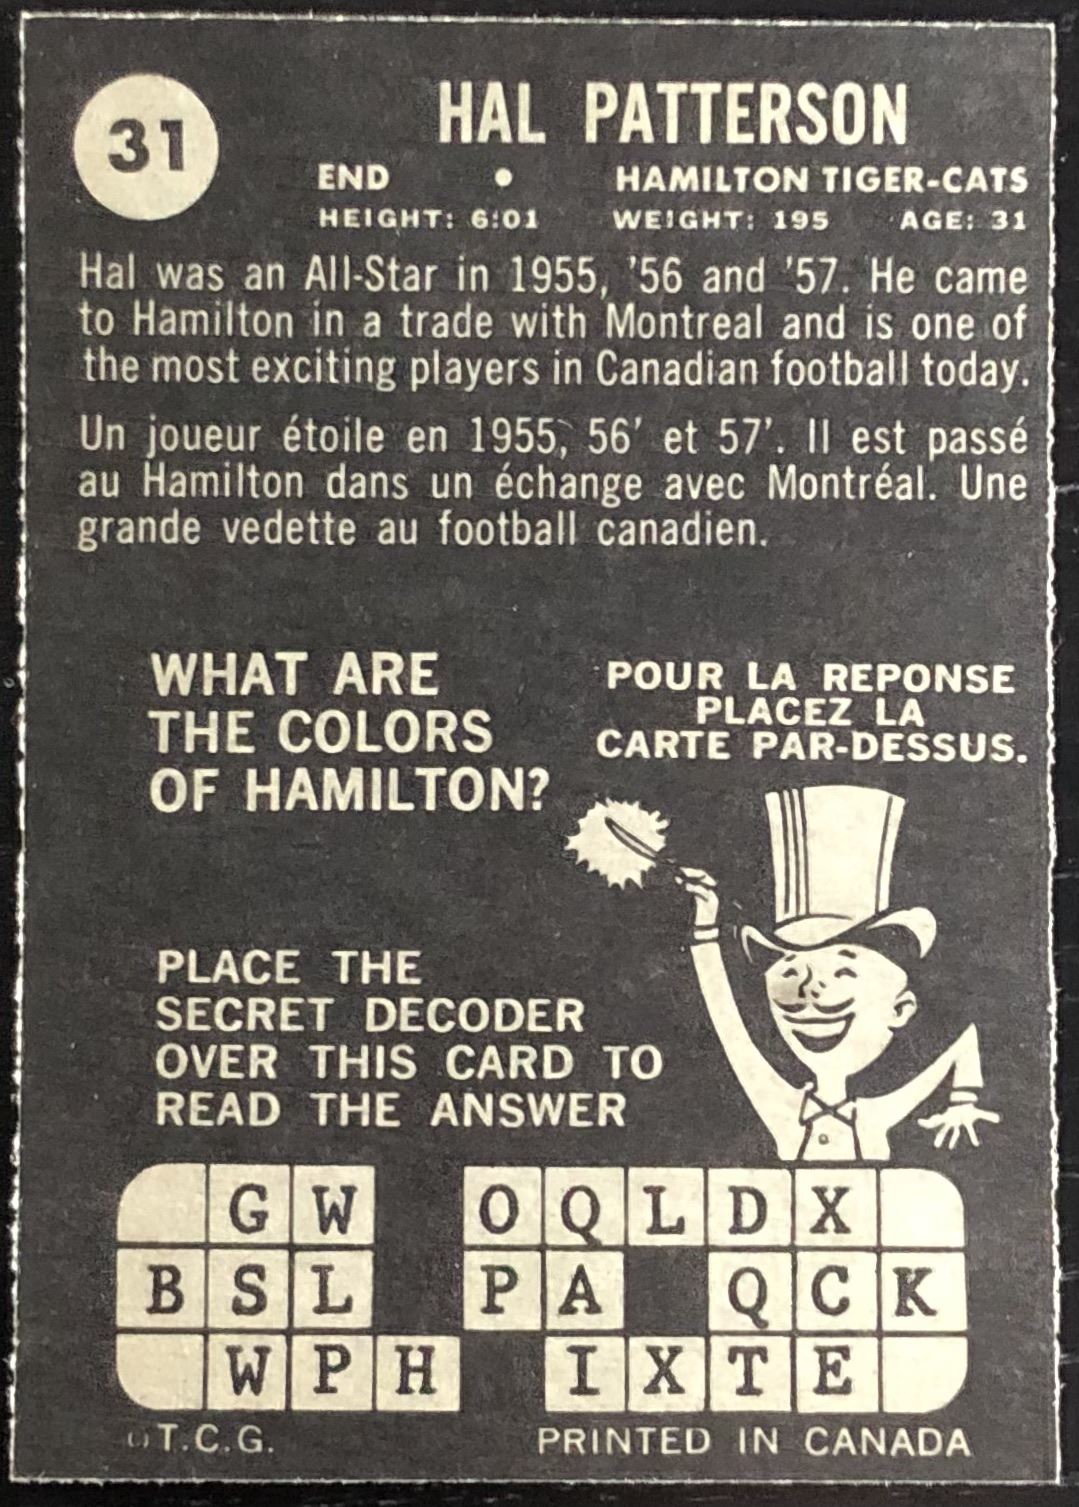 31
HAL PATTERSON
END • HAMILTON TIGER-CATS
HEIGHT: 6:01 WEIGHT: 195 AGE: 31
Hal was an All-Star in 1955, '56 and '57. He came
to Hamilton in a trade with Montreal and is one of
the most exciting players in Canadian football today.
Un joueur étoile en 1955, 56' et 57'. Il est passé
au Hamilton dans un échange avec Montréal. Une
grande vedette au football canadien.
WHAT ARE
THE COLORS
OF HAMILTON?
POUR LA REPONSE
PLACEZ LA
CARTE PAR-DESSUS.
PLACE THE
SECRET DECODER
OVER THIS CARD TO
READ THE ANSWER
G W O Q L D X
B S L P A Q C K
W P H I X T E
© T.C.G. PRINTED IN CANADA